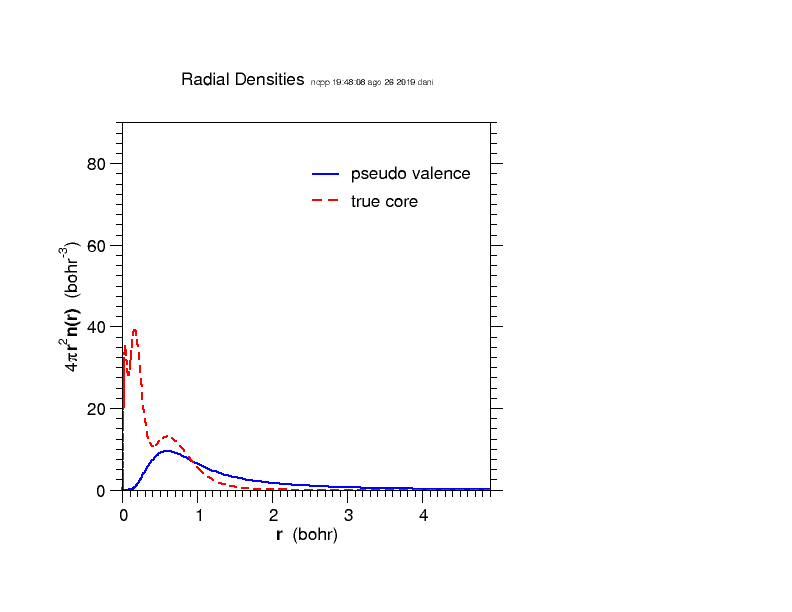 Radial Densities ncpp 19:48:08 ago 26 2019 dani
80
60
40
20
0
4πr²n(r) (bohr⁻³)
pseudo valence
true core
0 1 2 3 4
r (bohr)